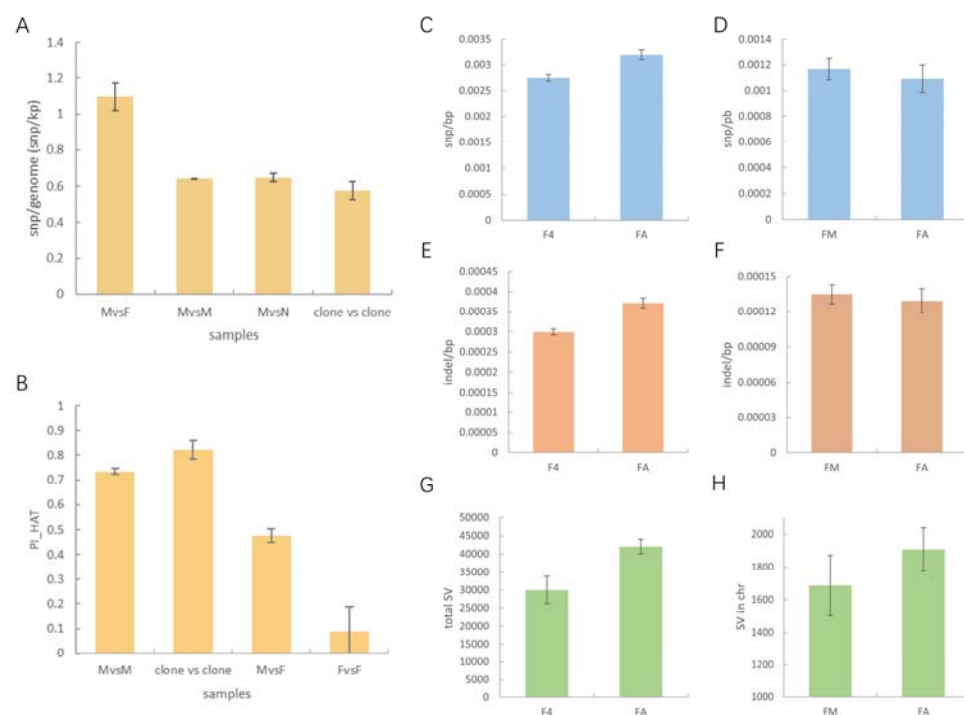 A
snp/genome (snp/kp)
1.4
1.2
1
0.8
0.6
0.4
0.2
0
MvsF
MvsM
MvsN
clone vs clone
samples
B
PI_HAT
1
0.9
0.8
0.7
0.6
0.5
0.4
0.3
0.2
0.1
0
MvsM
clone vs clone
MvsF
FvsF
samples
C
snp/bp
0.0035
0.003
0.0025
0.002
0.0015
0.001
0.0005
0
F4
FA
D
snp/pb
0.0014
0.0012
0.001
0.0008
0.0006
0.0004
0.0002
0
FM
FA
E
indel/bp
0.00045
0.0004
0.00035
0.0003
0.00025
0.0002
0.00015
0.0001
0.00005
0
F4
FA
F
indel/bp
0.00015
0.00012
0.00009
0.00006
0.00003
0
FM
FA
G
total SV
50000
45000
40000
35000
30000
25000
20000
15000
10000
5000
0
F4
FA
H
SV in chr
2000
1800
1600
1400
1200
1000
FM
FA